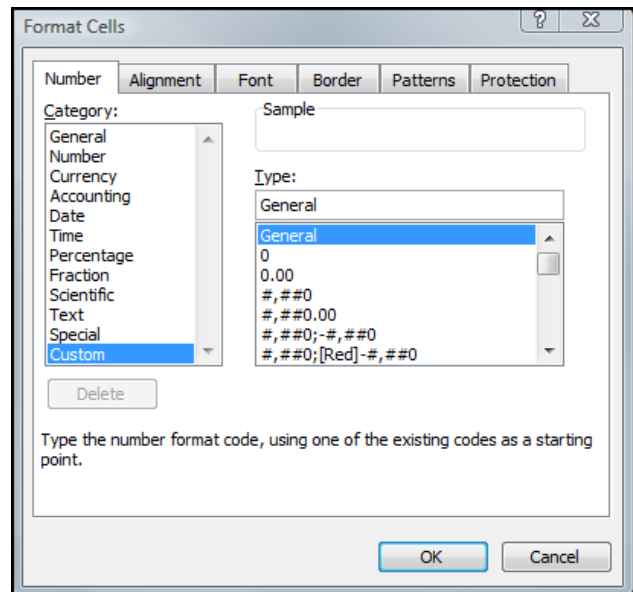 Format Cells
Number Alignment Font Border Patterns Protection
Category:
General
Number
Currency
Accounting
Date
Time
Percentage
Fraction
Scientific
Text
Special
Custom
Sample
Type:
General
General
0
0.00
#,##0
#,##0.00
#,##0;-#,##0
#,##0;[Red]-#,##0
Delete
Type the number format code, using one of the existing codes as a starting
point.
OK Cancel